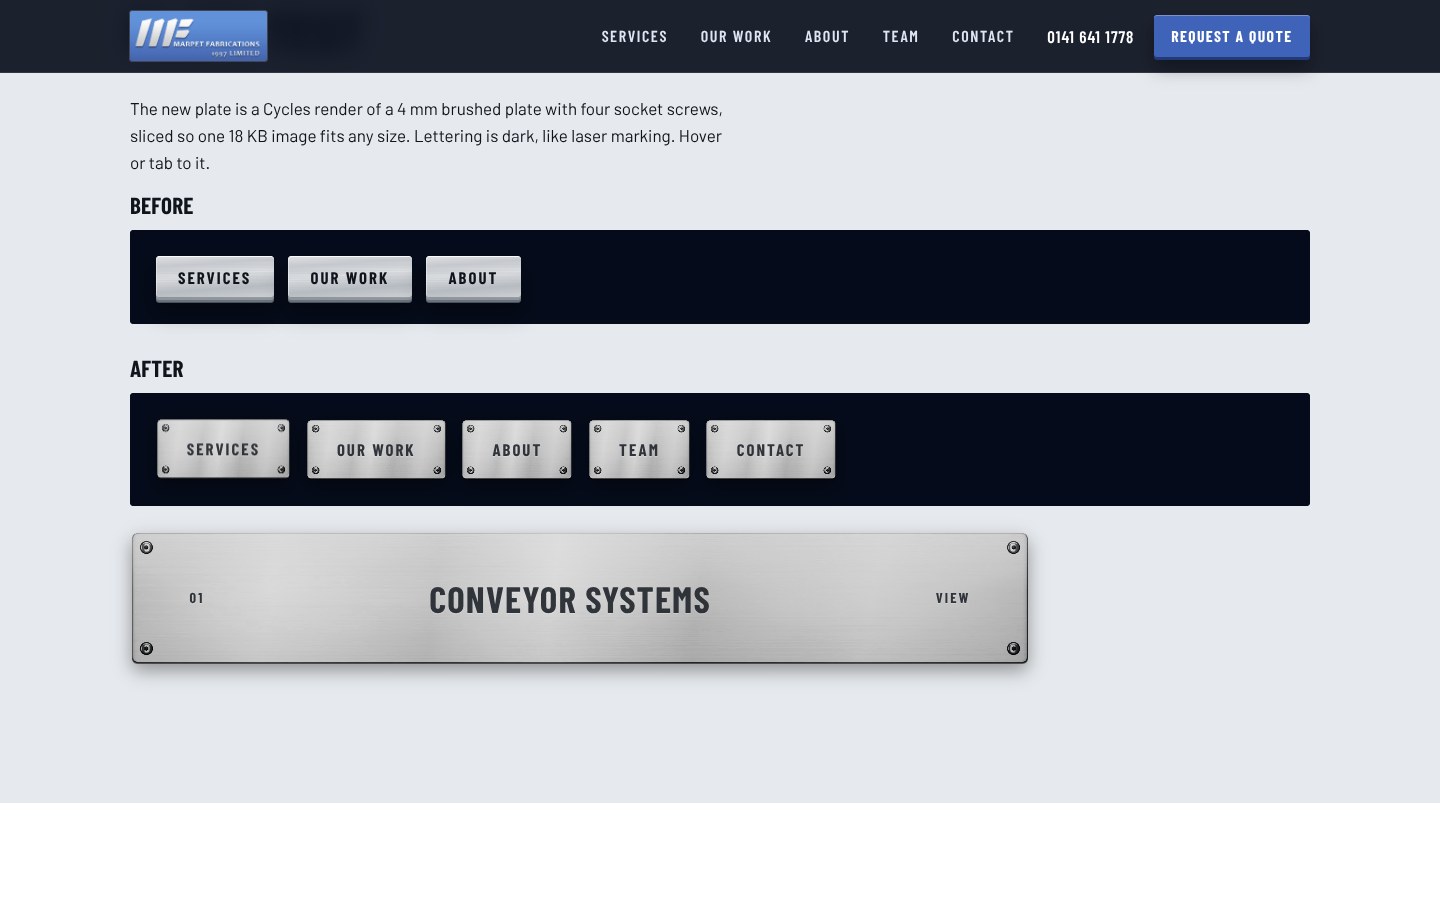 MF
MARPET FABRICATIONS
1997 LIMITED
SERVICES
OUR WORK
ABOUT
TEAM
CONTACT
0141 641 1778
REQUEST A QUOTE
The new plate is a Cycles render of a 4 mm brushed plate with four socket screws,
sliced so one 18 KB image fits any size. Lettering is dark, like laser marking. Hover
or tab to it.
BEFORE
SERVICES
OUR WORK
ABOUT
AFTER
SERVICES
OUR WORK
ABOUT
TEAM
CONTACT
01
CONVEYOR SYSTEMS
VIEW